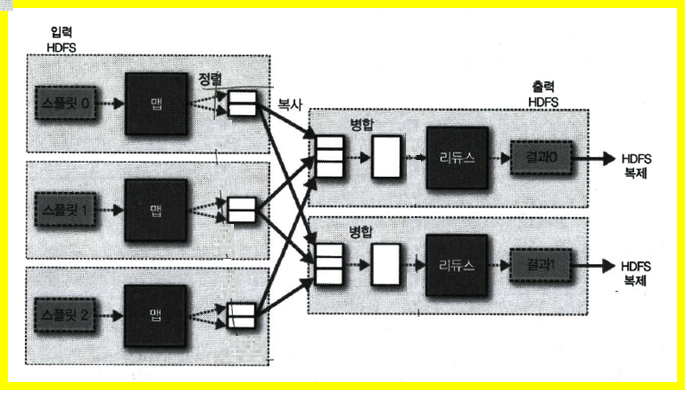 입력
HDFS
스플릿 0
맵
정렬
복사
스플릿 1
맵
스플릿 2
맵
출력
HDFS
병합
리듀스
결과0
HDFS
복제
병합
리듀스
결과1
HDFS
복제